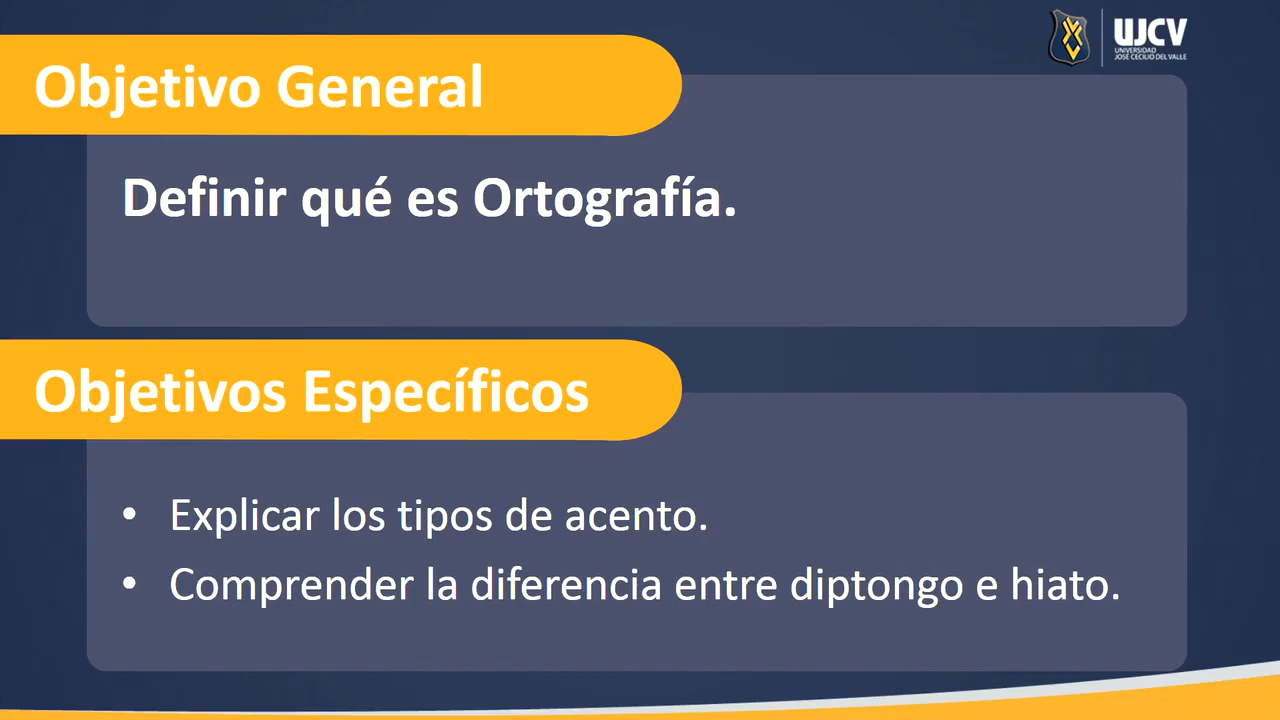 UJCV
UNIVERSIDAD
JOSÉ CECILIO DEL VALLE
Objetivo General
Definir qué es Ortografía.
Objetivos Específicos
• Explicar los tipos de acento.
• Comprender la diferencia entre diptongo e hiato.